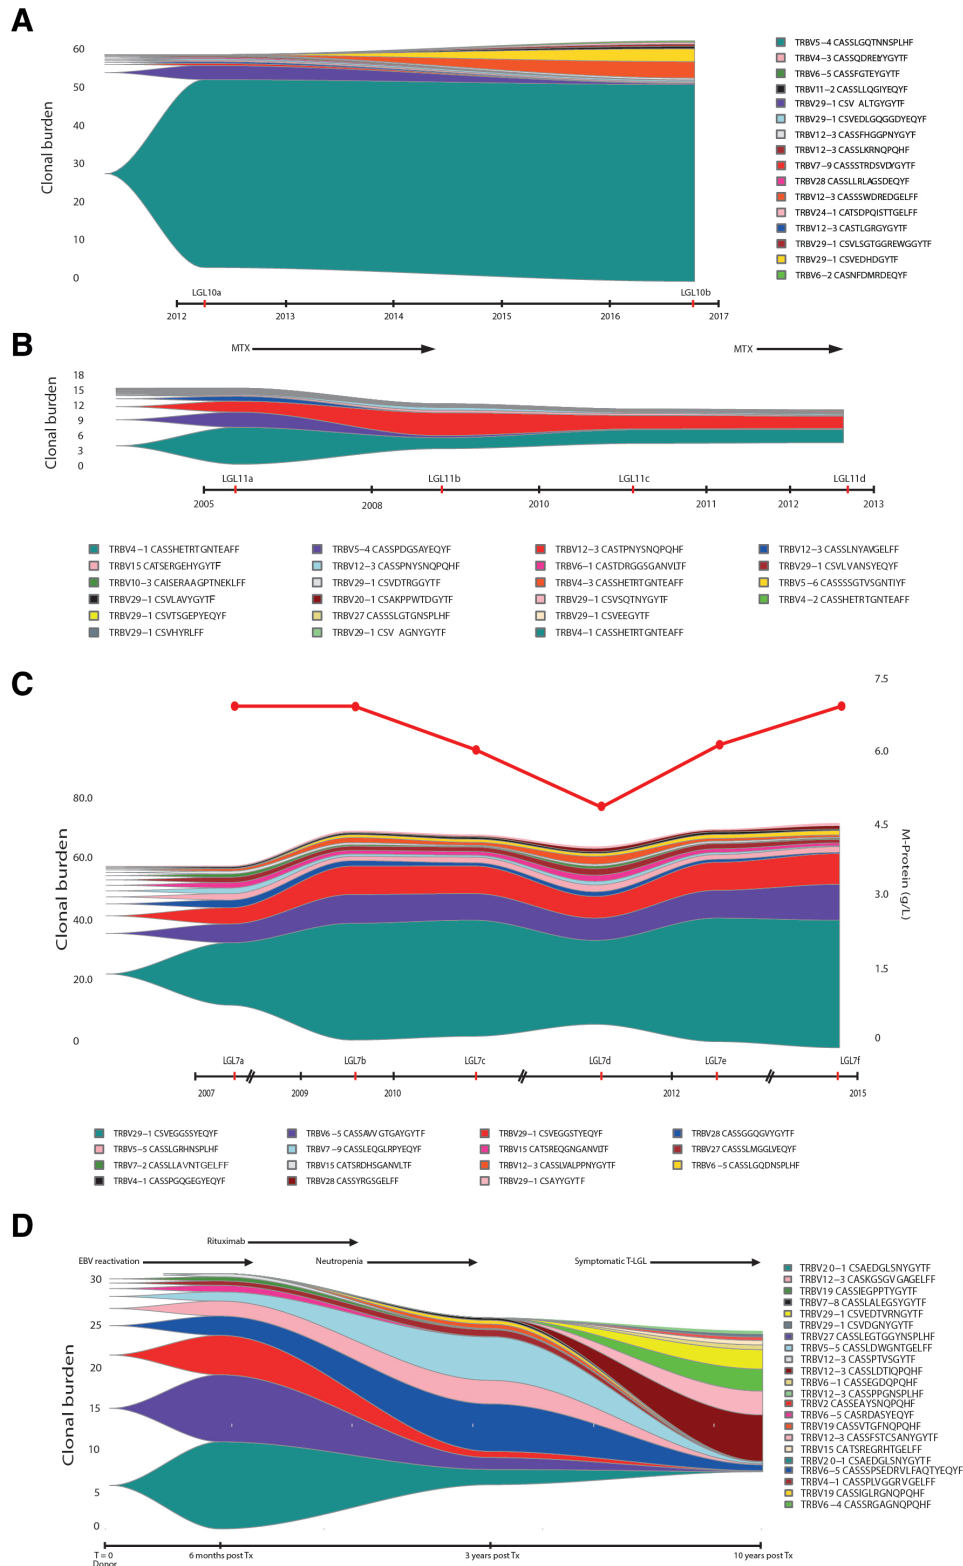 A
60
50
40
30
20
10
0
Clonal burden
TRBV5-4 CASSLGQTNNSPLHF
TRBV4-3 CASSQDRELYYGYTF
TRBV6-5 CASSFGTEYGYTF
TRBV11-2 CASSLLQGIYEQYF
TRBV29-1 CSV ALTGYGYTF
TRBV29-1 CSVEDLGQGGDYEQYF
TRBV12-3 CASSFHGGPNYGYTF
TRBV12-3 CASSLKRNQPQHF
TRBV7-9 CASSSTRDSVDYGYTF
TRBV28 CASSLLRLAGSDEQYF
TRBV12-3 CASSSWDREDGELFF
TRBV24-1 CATSDPQISTTGELFF
TRBV12-3 CASTLGRGYGYTF
TRBV29-1 CSVLSGTGGREWGGYTF
TRBV29-1 CSVEDHDGYTF
TRBV6-2 CASNFDMRDEQYF
LGL10a LGL10b
2012 2013 2014 2015 2016 2017
B
MTX MTX
18
15
12
9
6
3
0
Clonal burden
LGL11a LGL11b LGL11c LGL11d
2005 2008 2010 2011 2012 2013
TRBV4-1 CASSHETRTGNTEAFF TRBV5-4 CASSPDGSAYEQYF TRBV12-3 CASTPNYSNQPQHF TRBV12-3 CASSLNYAVGELFF
TRBV15 CATSERGEHYGYTF TRBV12-3 CASSPNYSNQPQHF TRBV6-1 CASTDRGGSGANVLTF TRBV29-1 CSVLVANSYEQYF
TRBV10-3 CAISERAAGPTNEKLFF TRBV29-1 CSVDTRGGYTF TRBV4-3 CASSHETRTGNTEAFF TRBV5-6 CASSSSGTVSGNTIYF
TRBV29-1 CSVLAVYGYTF TRBV20-1 CSAKPPWTDGYTF TRBV29-1 CSVSQTNYGYTF TRBV4-2 CASSHETRTGNTEAFF
TRBV29-1 CSVTSGEPYEQYF TRBV27 CASSSLGTGNSPLHF TRBV29-1 CSVEEGYTF
TRBV29-1 CSVHYRLFF TRBV29-1 CSV AGNYGYTF TRBV4-1 CASSHETRTGNTEAFF
C
7.5
6.0
4.5
3.0
1.5
0
M-Protein (g/L)
80.0
60.0
40.0
20.0
0
Clonal burden
LGL7a LGL7b LGL7c LGL7d LGL7e LGL7f
2007 2009 2010 2012 2015
TRBV29-1 CSVEGGSSYEQYF TRBV6-5 CASSAVVGTGAYGYTF TRBV29-1 CSVEGGSTYEQYF TRBV28 CASSGGQGVYGYTF
TRBV5-5 CASSLGRHNSPLHF TRBV7-9 CASSLEQGLRPYEQYF TRBV15 CATSREQGNGANVLTF TRBV27 CASSSLMGGLVEQYF
TRBV7-2 CASSLLAVNTGELFF TRBV15 CATSRDHSGANVLTF TRBV12-3 CASSLVALPPNYGYTF TRBV6-5 CASSLGQDNSPLHF
TRBV4-1 CASSPGQGEGYEQYF TRBV28 CASSYRGSGELFF TRBV29-1 CSAYYGYTF
D
Rituximab
EBV reactivation Neutropenia Symptomatic T-LGL
30
25
20
15
10
5
0
Clonal burden
TRBV20-1 CSAEDGLSNYGYTF
TRBV12-3 CASKGSGVGAGELFF
TRBV19 CASSIEGPPTYGYTF
TRBV7-8 CASSLALEGSYGYTF
TRBV29-1 CSVEDTVRNGYTF
TRBV29-1 CSVDGNYGYTF
TRBV27 CASSLEGTGGYNSPLHF
TRBV5-5 CASSLDWGNTGELFF
TRBV12-3 CASSPTVSGYTF
TRBV12-3 CASSLDTIQPQHF
TRBV6-1 CASSEGDQPQHF
TRBV12-3 CASSPPGNSPLHF
TRBV2 CASSEAYSNQPQHF
TRBV6-5 CASRDASYEQYF
TRBV19 CASSVTGFNQPQHF
TRBV12-3 CASSFSTCSANYGYTF
TRBV15 CATSREGRHTGELFF
TRBV20-1 CSAEDGLSNYGYTF
TRBV6-5 CASSSPSEDRVLFAQTYEQYF
TRBV4-1 CASSPLVGGRVGELFF
TRBV19 CASSIGLRGNQPQHF
TRBV6-4 CASSRGAGNQPQHF
T = 0 6 months post Tx 3 years post Tx 10 years post Tx
Donor